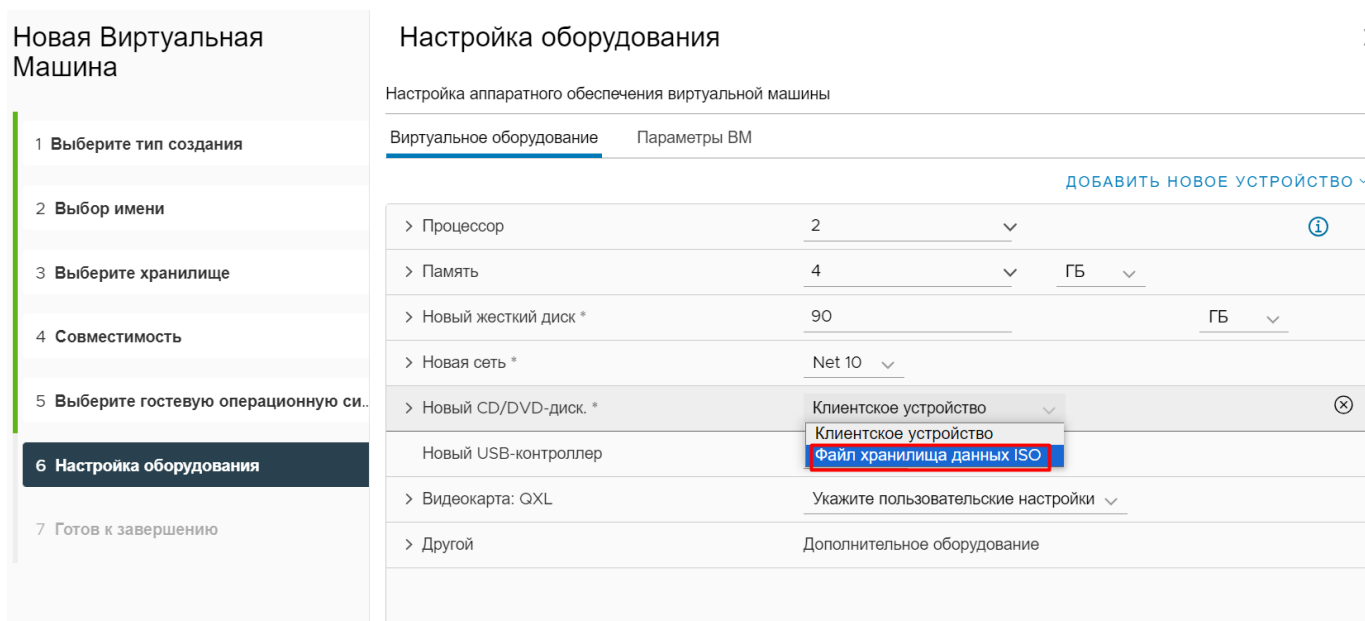 Новая Виртуальная
Машина
1 Выберите тип создания
2 Выбор имени
3 Выберите хранилище
4 Совместимость
5 Выберите гостевую операционную си..
6 Настройка оборудования
7 Готов к завершению
Настройка оборудования
Настройка аппаратного обеспечения виртуальной машины
Виртуальное оборудование Параметры ВМ
ДОБАВИТЬ НОВОЕ УСТРОЙСТВО
Процессор 2
Память 4 ГБ
Новый жесткий диск * 90 ГБ
Новая сеть * Net 10
Новый CD/DVD-диск. * Клиентское устройство
Клиентское устройство
Файл хранилища данных ISO
Новый USB-контроллер
Видеокарта: QXL Укажите пользовательские настройки
Другой Дополнительное оборудование